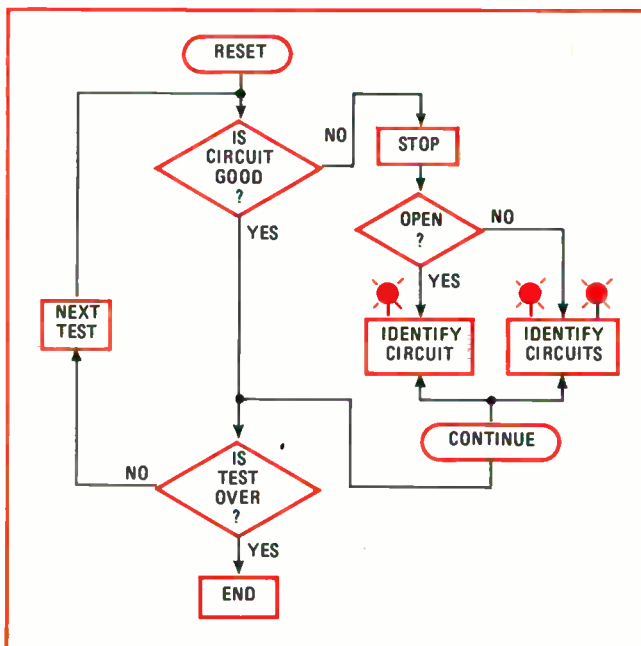 RESET
IS
CIRCUIT
GOOD
?
NO
STOP
YES
OPEN
?
NO
YES
NEXT
TEST
IDENTIFY
CIRCUIT
IDENTIFY
CIRCUITS
CONTINUE
IS
TEST
OVER
?
NO
YES
END